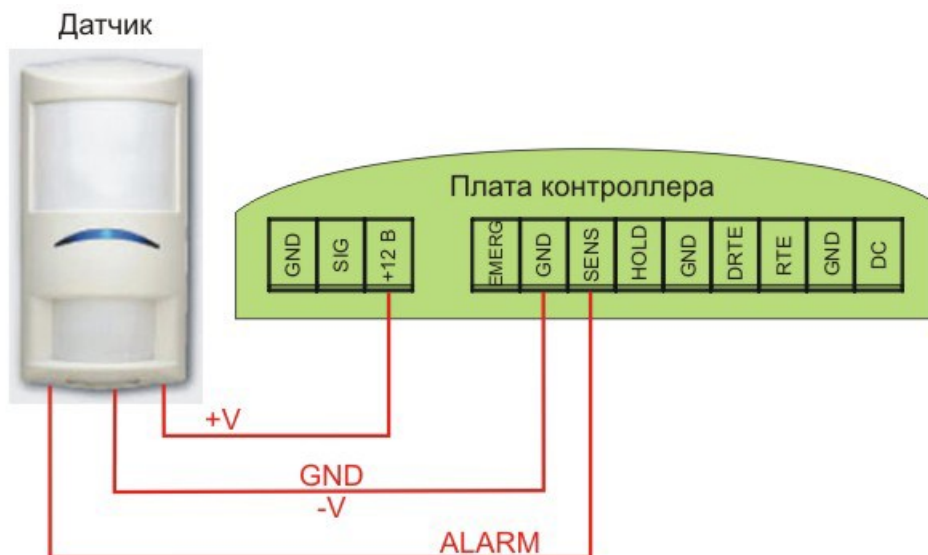 Датчик
Плата контроллера
GND
SIG
+12 В
EMERG
GND
SENS
HOLD
GND
DRTE
RTE
GND
DC
+V
GND
-V
ALARM